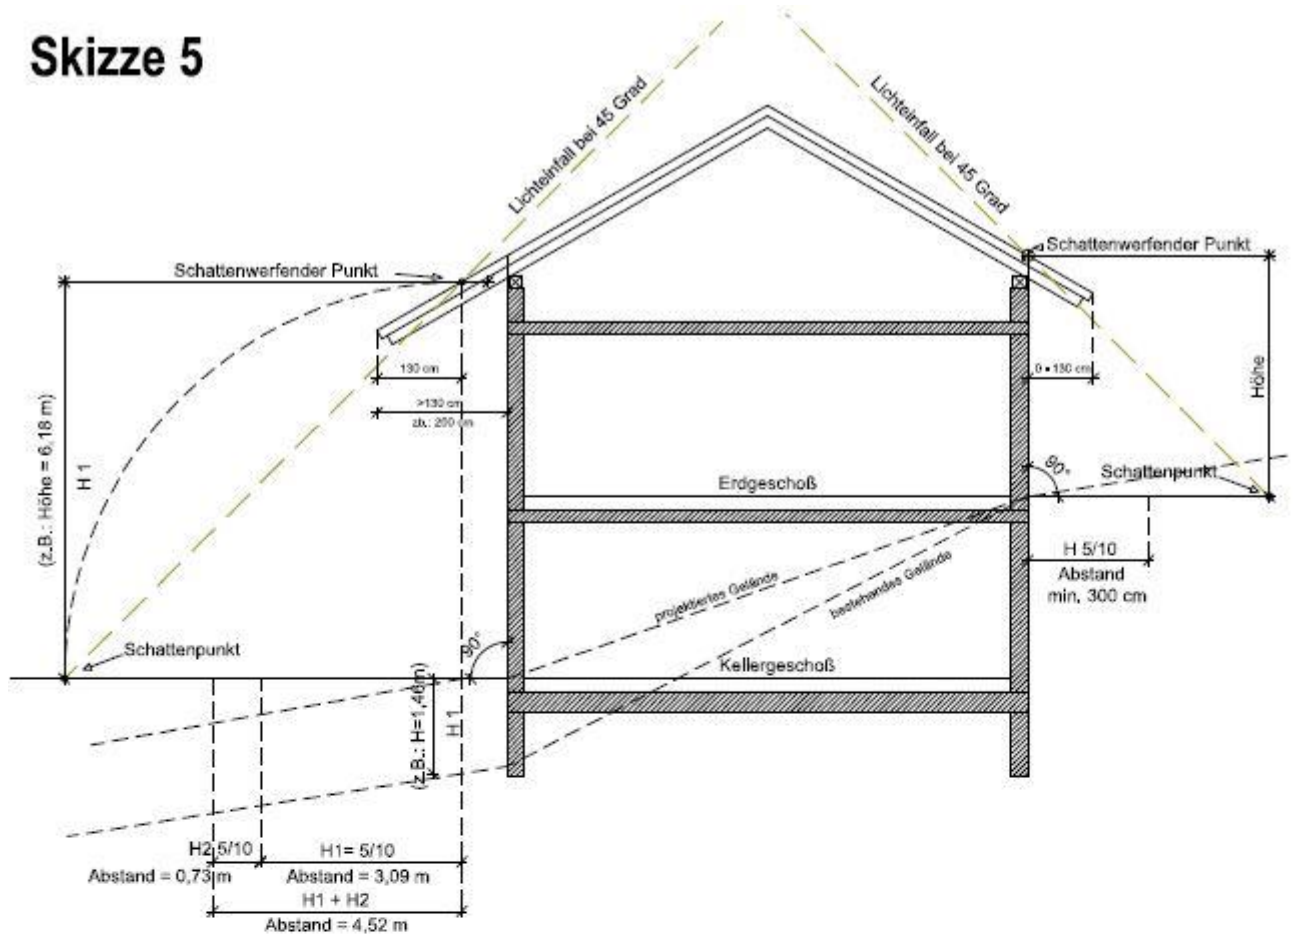 Skizze 5
Lichteinfall bei 45 Grad
Lichteinfall bei 45 Grad
Schattenwerfender Punkt
Schattenwerfender Punkt
130 cm
>130 cm
zb.: 200 cm
0 • 130 cm
Höhe
(z.B.: Höhe = 6,18 m)
H 1
90°
Schattenpunkt
Erdgeschoß
H 5/10
Abstand
min. 300 cm
projektiertes Gelände
bestehendes Gelände
Schattenpunkt
90°
Kellergeschoß
(z.B.: H=1,46m)
H 1
H2 5/10
H1= 5/10
Abstand = 0,73 m
Abstand = 3,09 m
H1 + H2
Abstand = 4,52 m